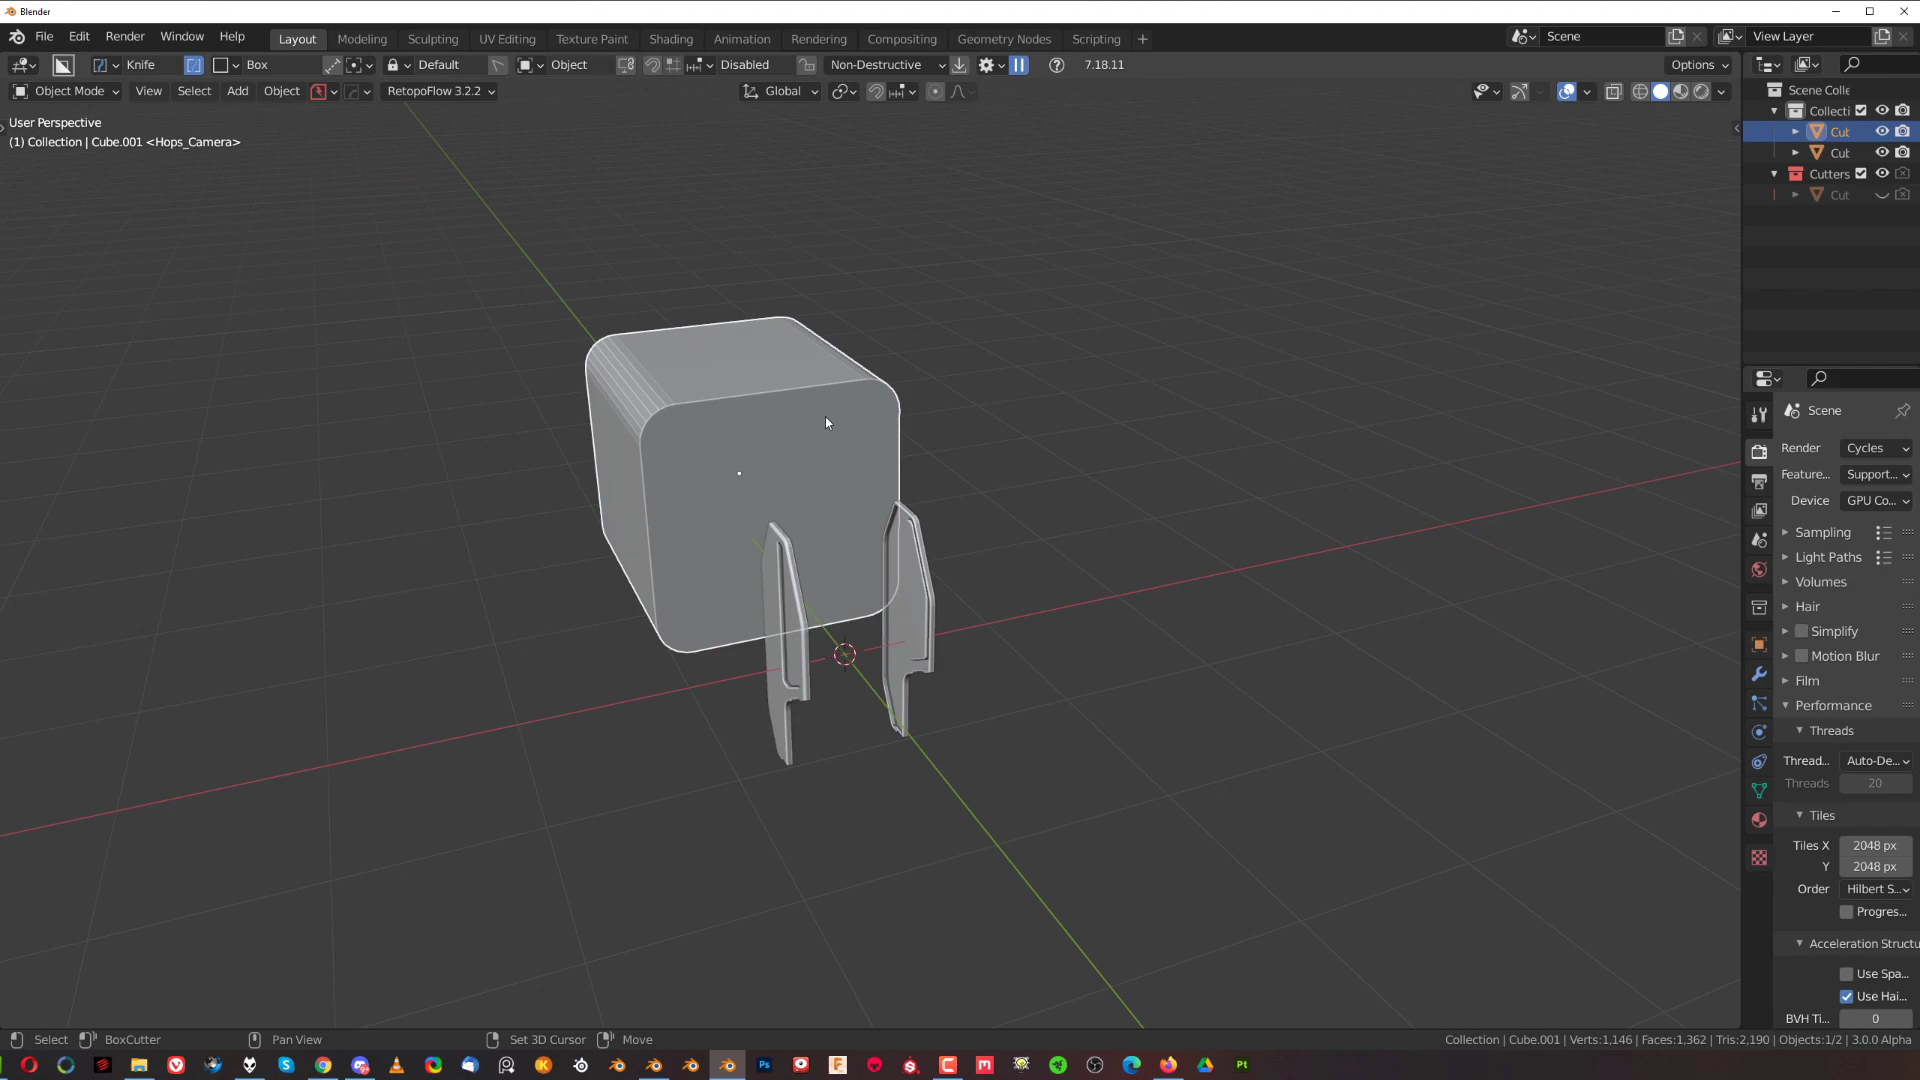 Blender
File Edit Render Window Help Layout Modeling Sculpting UV Editing Texture Paint Shading Animation Rendering Compositing Geometry Nodes Scripting + Scene View Layer
Knife Box Default Object Disabled Non-Destructive 7.18.11 Options
Object Mode View Select Add Object RetopoFlow 3.2.2 Global
User Perspective
(1) Collection | Cube.001 <Hops_Camera>
Scene Colle
Collecti
Cut
Cut
Cutters
Cut
Scene
Render Cycles
Feature... Support...
Device GPU Co...
Sampling
Light Paths
Volumes
Hair
Simplify
Motion Blur
Film
Performance
Threads
Thread... Auto-De...
Threads 20
Tiles
Tiles X 2048 px
Y 2048 px
Order Hilbert S...
Progres...
Acceleration Structu
Use Spa...
Use Hai...
BVH Ti... 0
Select BoxCutter Pan View Set 3D Cursor Move Collection | Cube.001 | Verts:1,146 | Faces:1,362 | Tris:2,190 | Objects:1/2 | 3.0.0 Alpha
Ps F S C M Pt